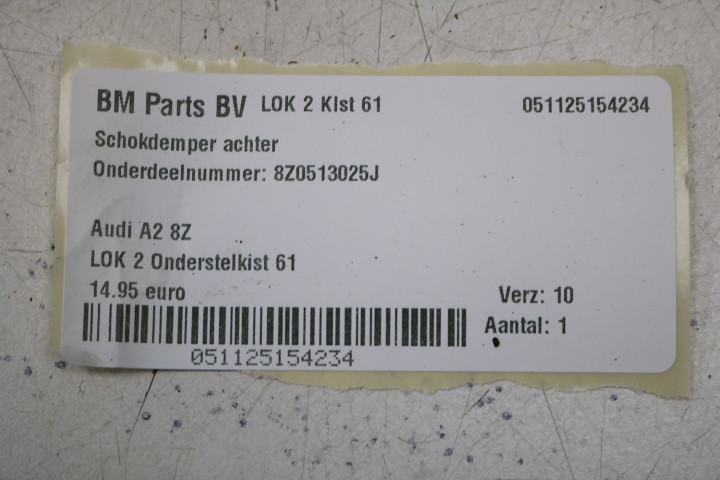 BM Parts BV LOK 2 Klst 61 051125154234
Schokdemper achter
Onderdeelnummer: 8Z0513025J
Audi A2 8Z
LOK 2 Onderstelkist 61
14.95 euro Verz: 10
Aantal: 1
051125154234